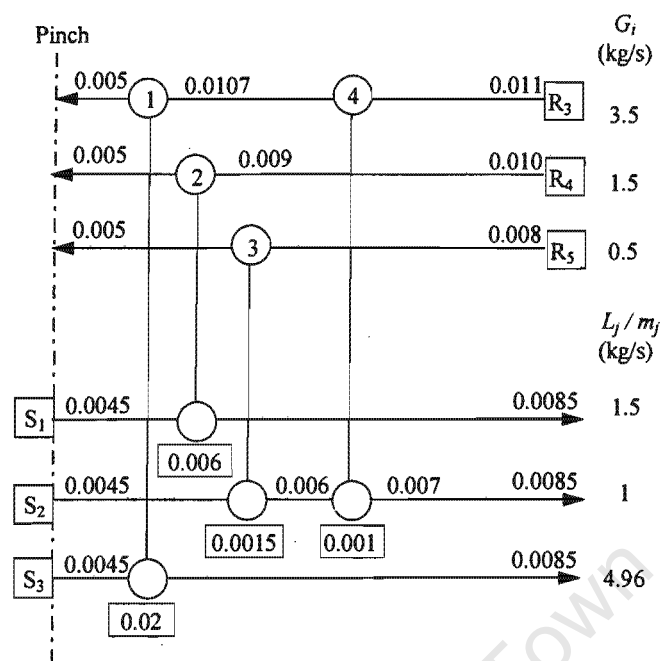 Pinch
G_i
(kg/s)
0.005 1 0.0107 4 0.011 R_3 3.5
0.005 2 0.009 0.010 R_4 1.5
0.005 3 0.008 R_5 0.5
L_j / m_j
(kg/s)
S_1 0.0045 0.0085 1.5
0.006
S_2 0.0045 0.006 0.007 0.0085 1
0.0015 0.001
S_3 0.0045 0.0085 4.96
0.02
Town